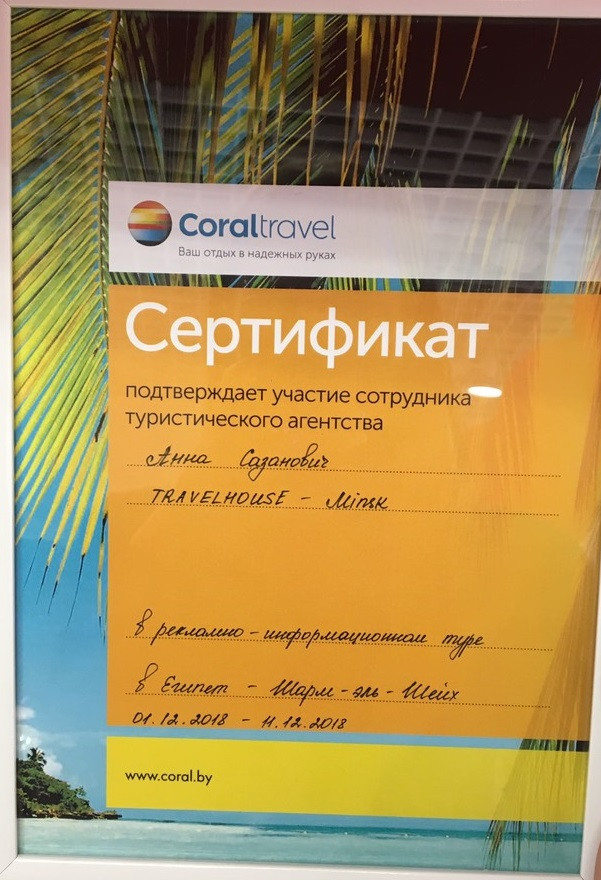 Coraltravel
Ваш отдых в надежных руках
Сертификат
подтверждает участие сотрудника
туристического агентства
Анна Сазанович
TRAVELHOUSE - Minsk
в рекламно-информационном туре
в Египет - Шарм-эль-Шейх
01.12.2018 - 11.12.2018
www.coral.by